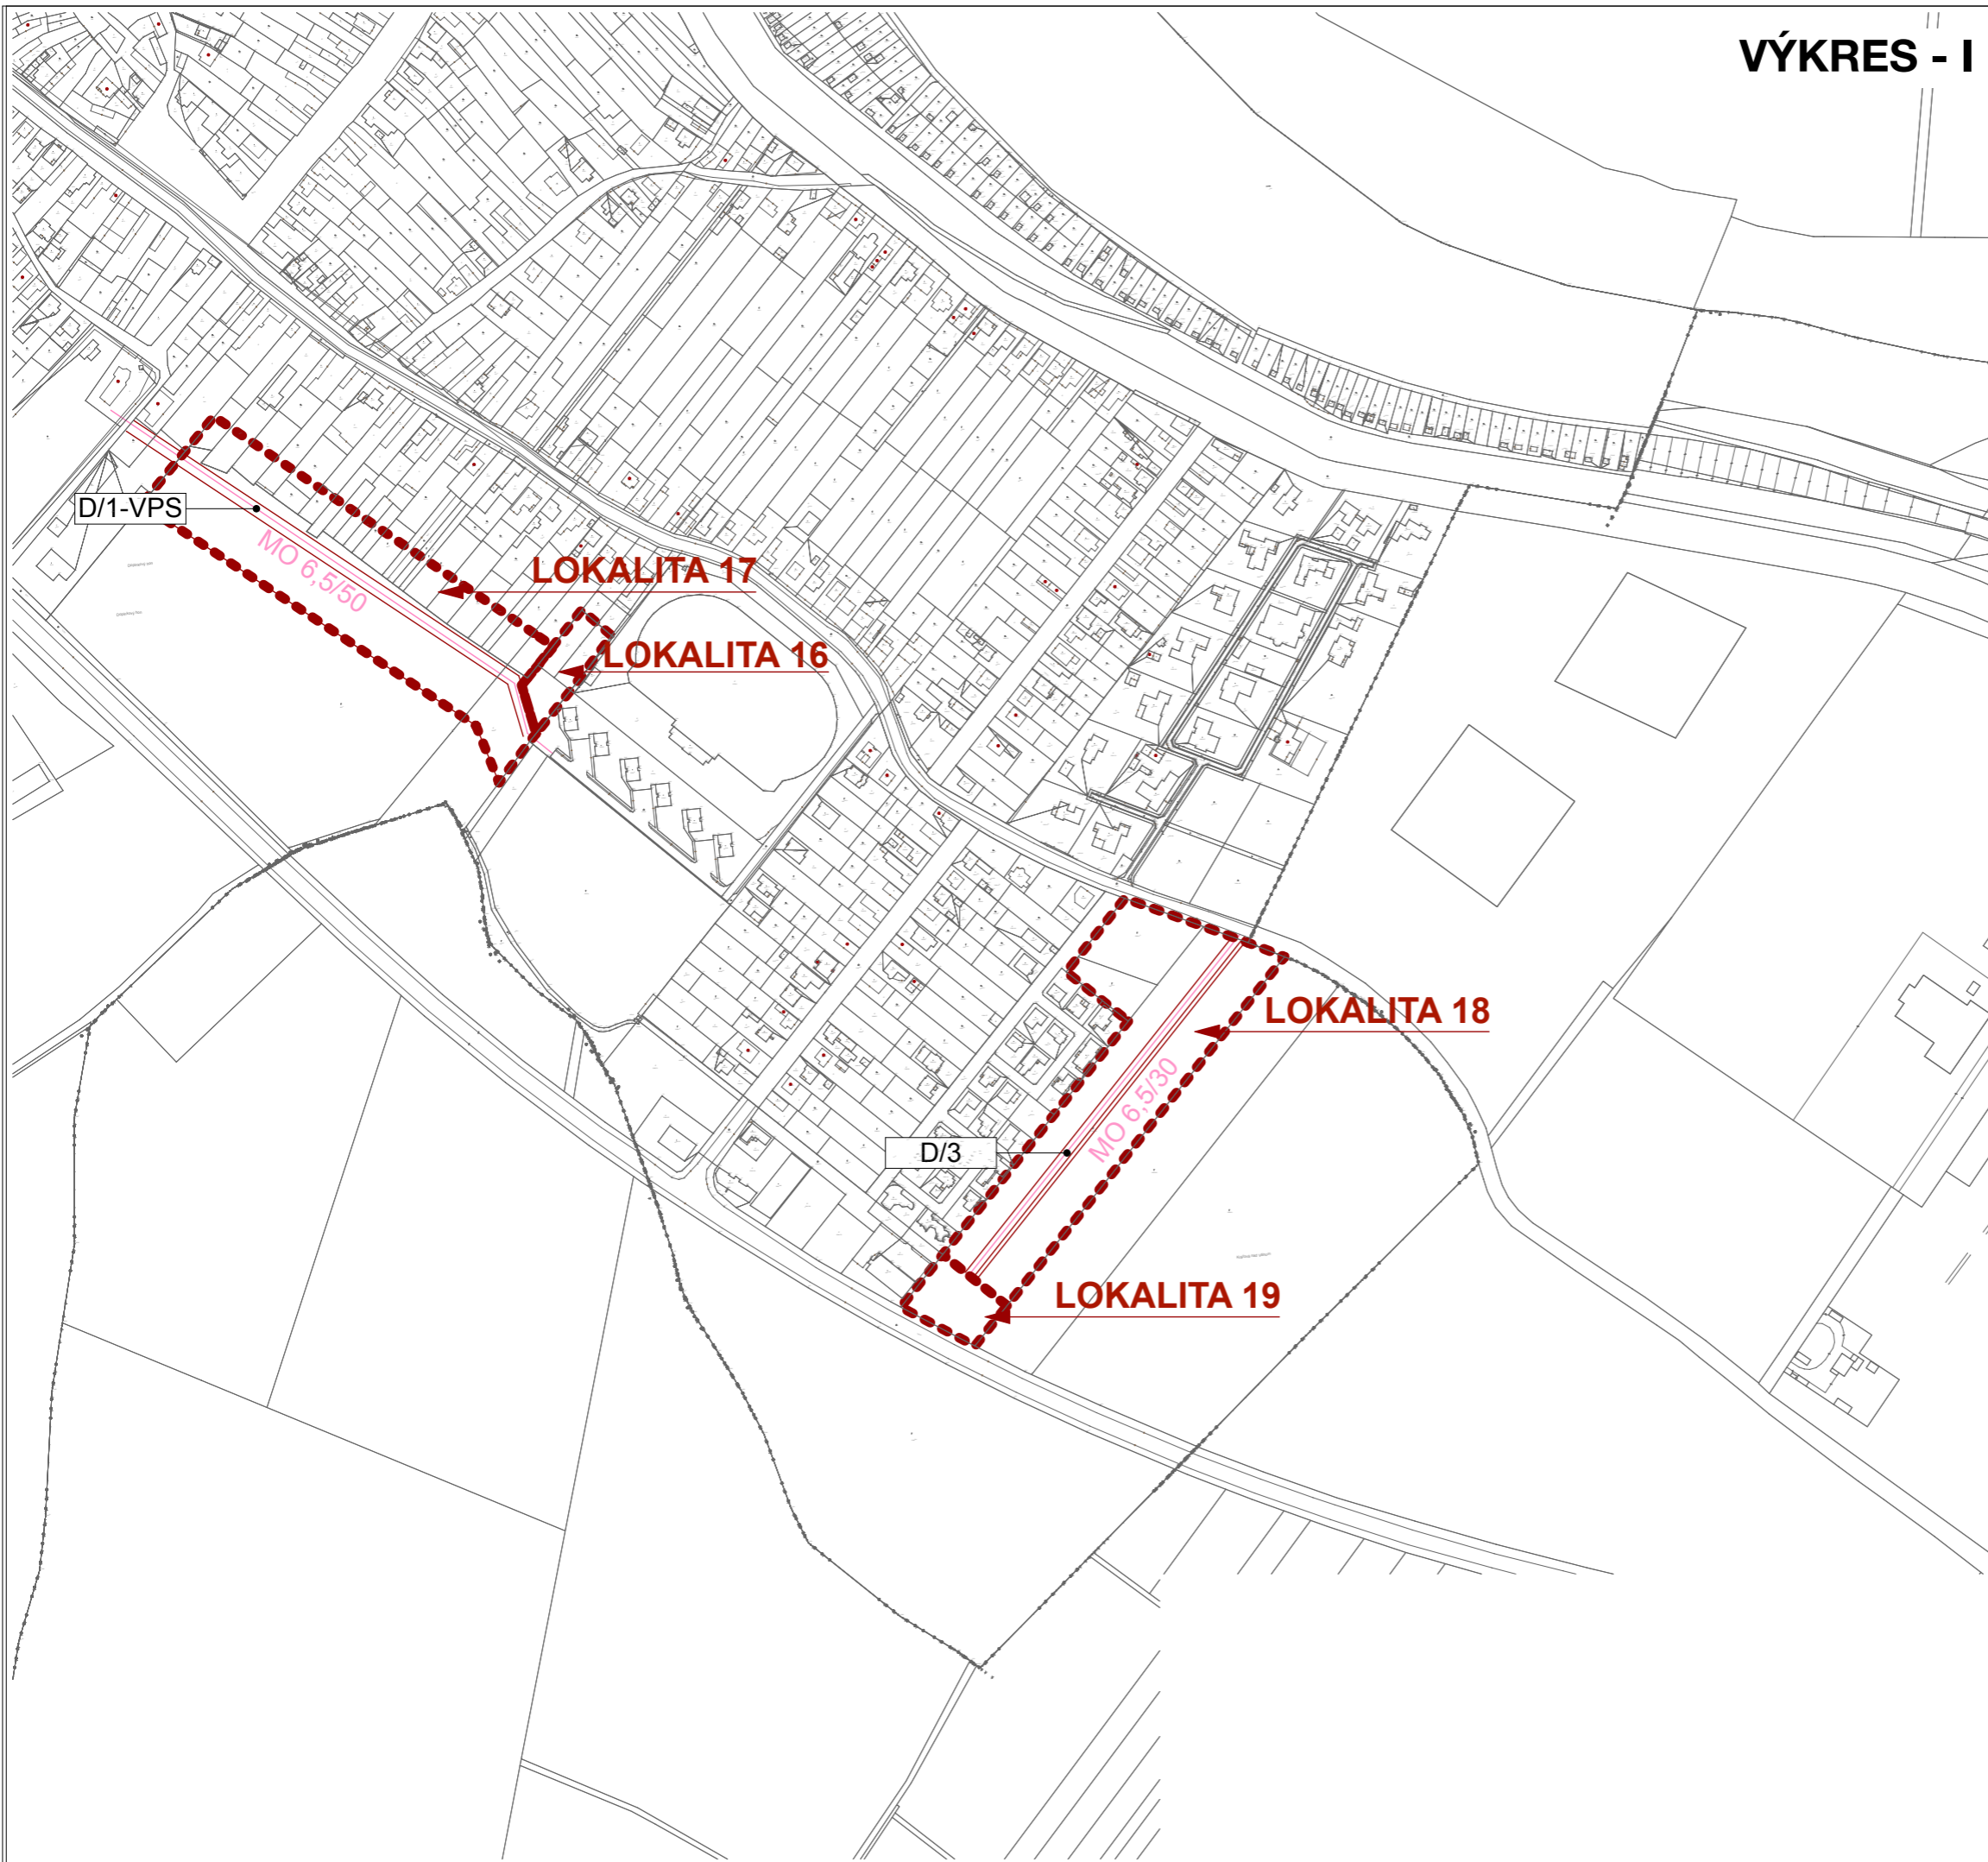 VÝKRES - I
D/1-VPS
MO 6,5/50
LOKALITA 17
LOKALITA 16
LOKALITA 18
MO 6,5/30
D/3
LOKALITA 19